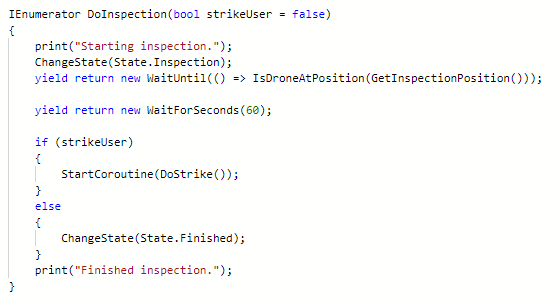 IEnumerator DoInspection(bool strikeUser = false)
{
    print("Starting inspection.");
    ChangeState(State.Inspection);
    yield return new WaitUntil(() => IsDroneAtPosition(GetInspectionPosition()));

    yield return new WaitForSeconds(60);

    if (strikeUser)
    {
        StartCoroutine(DoStrike());
    }
    else
    {
        ChangeState(State.Finished);
    }
    print("Finished inspection.");
}